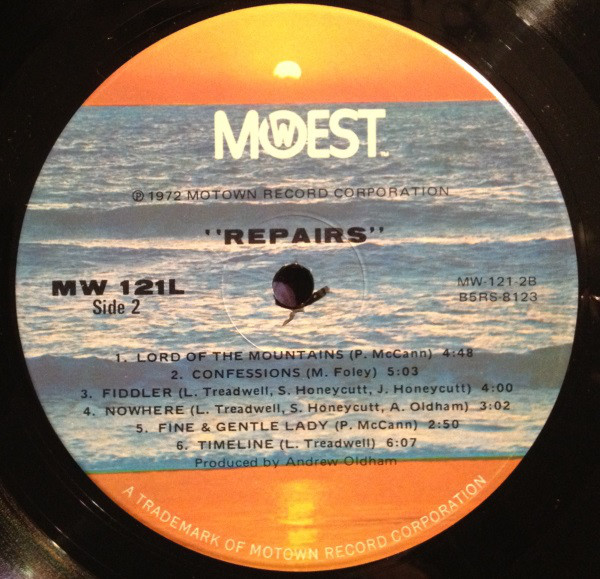 MOWEST™
℗ 1972 MOTOWN RECORD CORPORATION
"REPAIRS"
MW 121L
Side 2
MW-121-2B
B5RS-8123
1. LORD OF THE MOUNTAINS (P. McCANN) 4:48
2. CONFESSIONS (M. Foley) 5:03
3. FIDDLER (L. Treadwell, S. Honeycutt, J. Honeycutt) 4:00
4. NOWHERE (L. Treadwell, S. Honeycutt, A. Oldham) 3:02
5. FINE & GENTLE LADY (P. McCann) 2:50
6. TIMELINE (L. Treadwell) 6:07
Produced by Andrew Oldham
A TRADEMARK OF MOTOWN RECORD CORPORATION